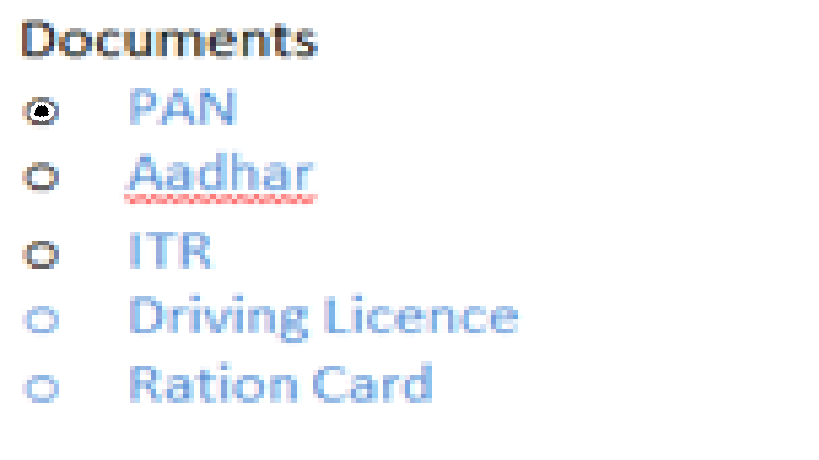 Documents
PAN
Aadhar
ITR
Driving Licence
Ration Card